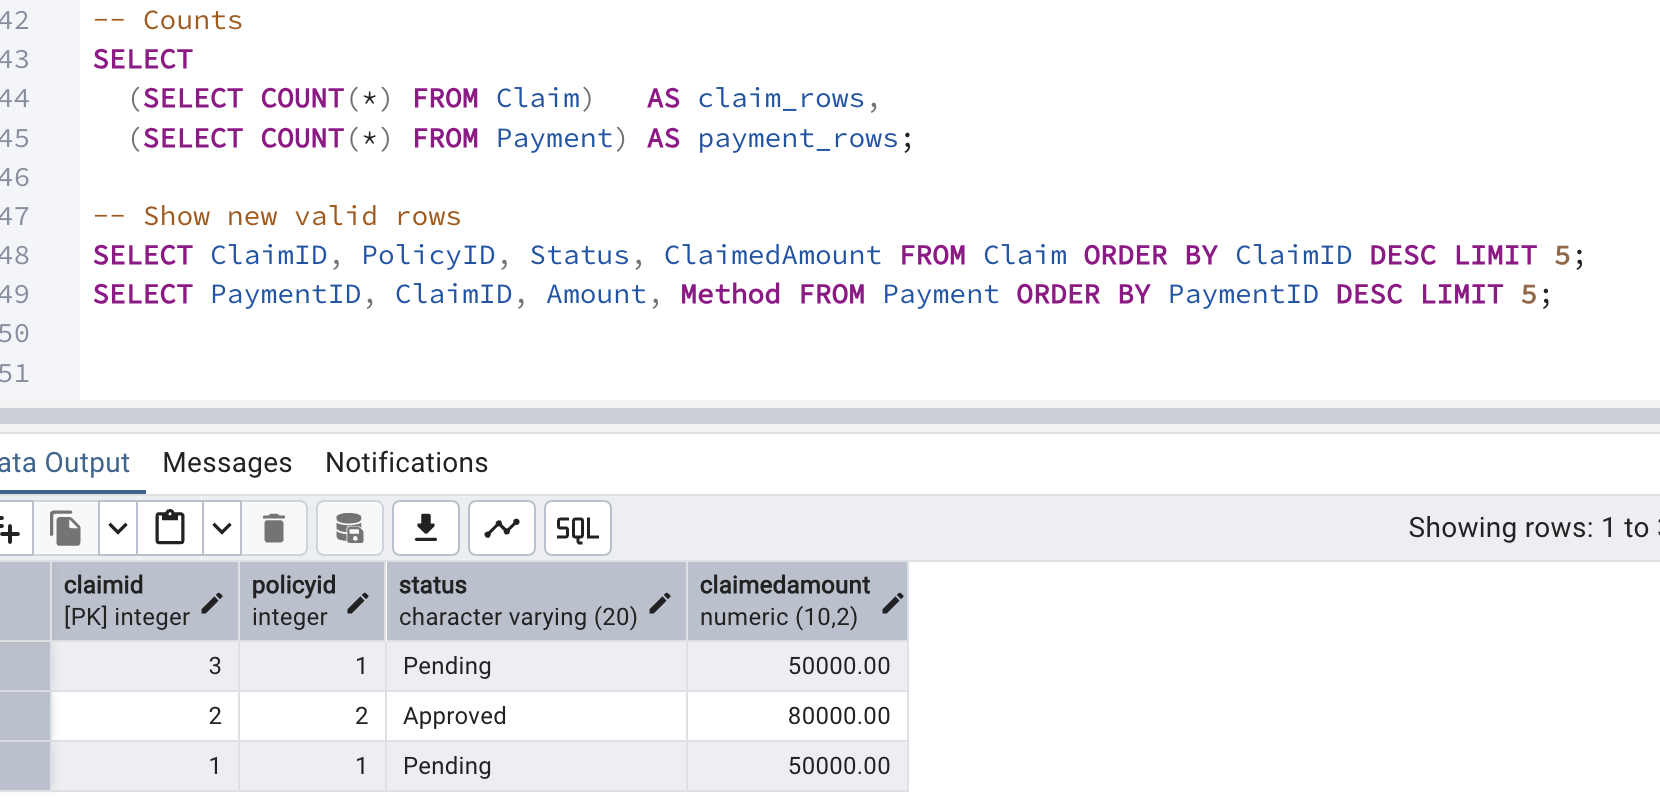 42 -- Counts
43 SELECT
44 (SELECT COUNT(*) FROM Claim) AS claim_rows,
45 (SELECT COUNT(*) FROM Payment) AS payment_rows;
46
47 -- Show new valid rows
48 SELECT ClaimID, PolicyID, Status, ClaimedAmount FROM Claim ORDER BY ClaimID DESC LIMIT 5;
49 SELECT PaymentID, ClaimID, Amount, Method FROM Payment ORDER BY PaymentID DESC LIMIT 5;
50
51
ata Output Messages Notifications
SQL Showing rows: 1 to
claimid policyid status claimedamount
[PK] integer integer character varying (20) numeric (10,2)
3 1 Pending 50000.00
2 2 Approved 80000.00
1 1 Pending 50000.00